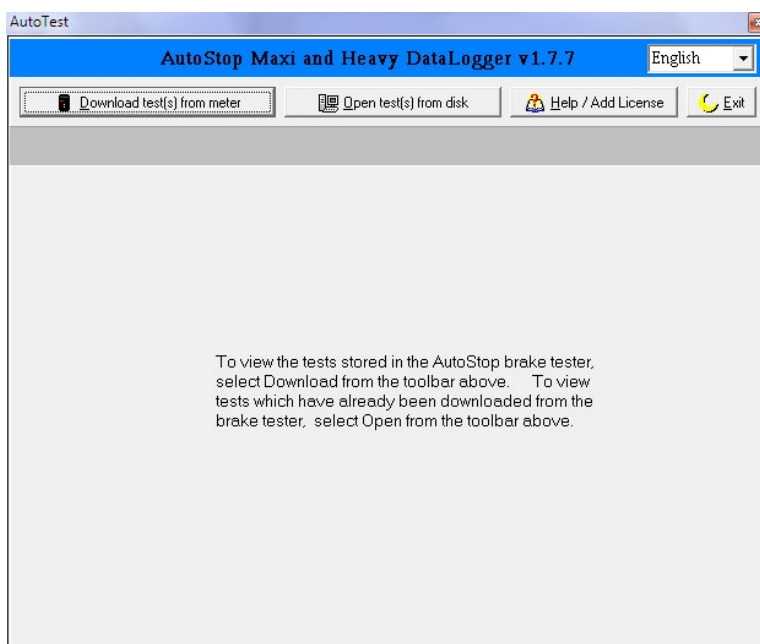 AutoTest
AutoStop Maxi and Heavy DataLogger v1.7.7
English
Download test(s) from meter
Open test(s) from disk
Help / Add License
Exit
To view the tests stored in the AutoStop brake tester,
select Download from the toolbar above. To view
tests which have already been downloaded from the
brake tester, select Open from the toolbar above.